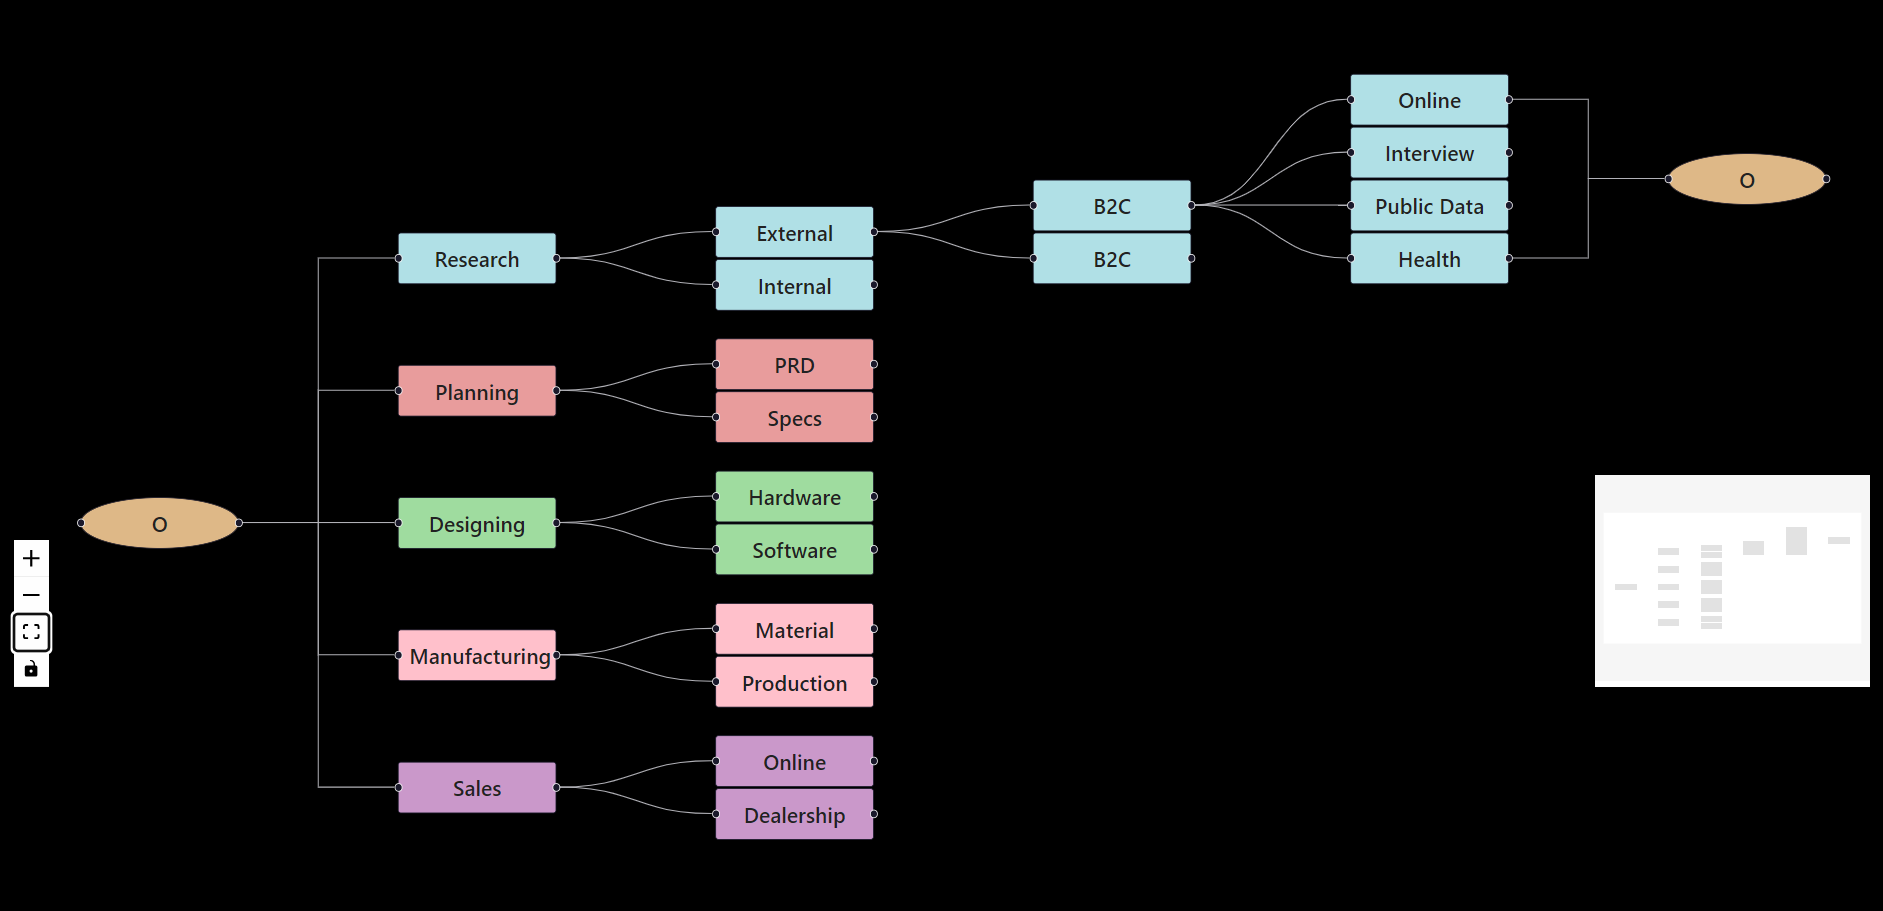 O
Research
Planning
Designing
Manufacturing
Sales
External
Internal
PRD
Specs
Hardware
Software
Material
Production
Online
Dealership
B2C
B2C
Online
Interview
Public Data
Health
O